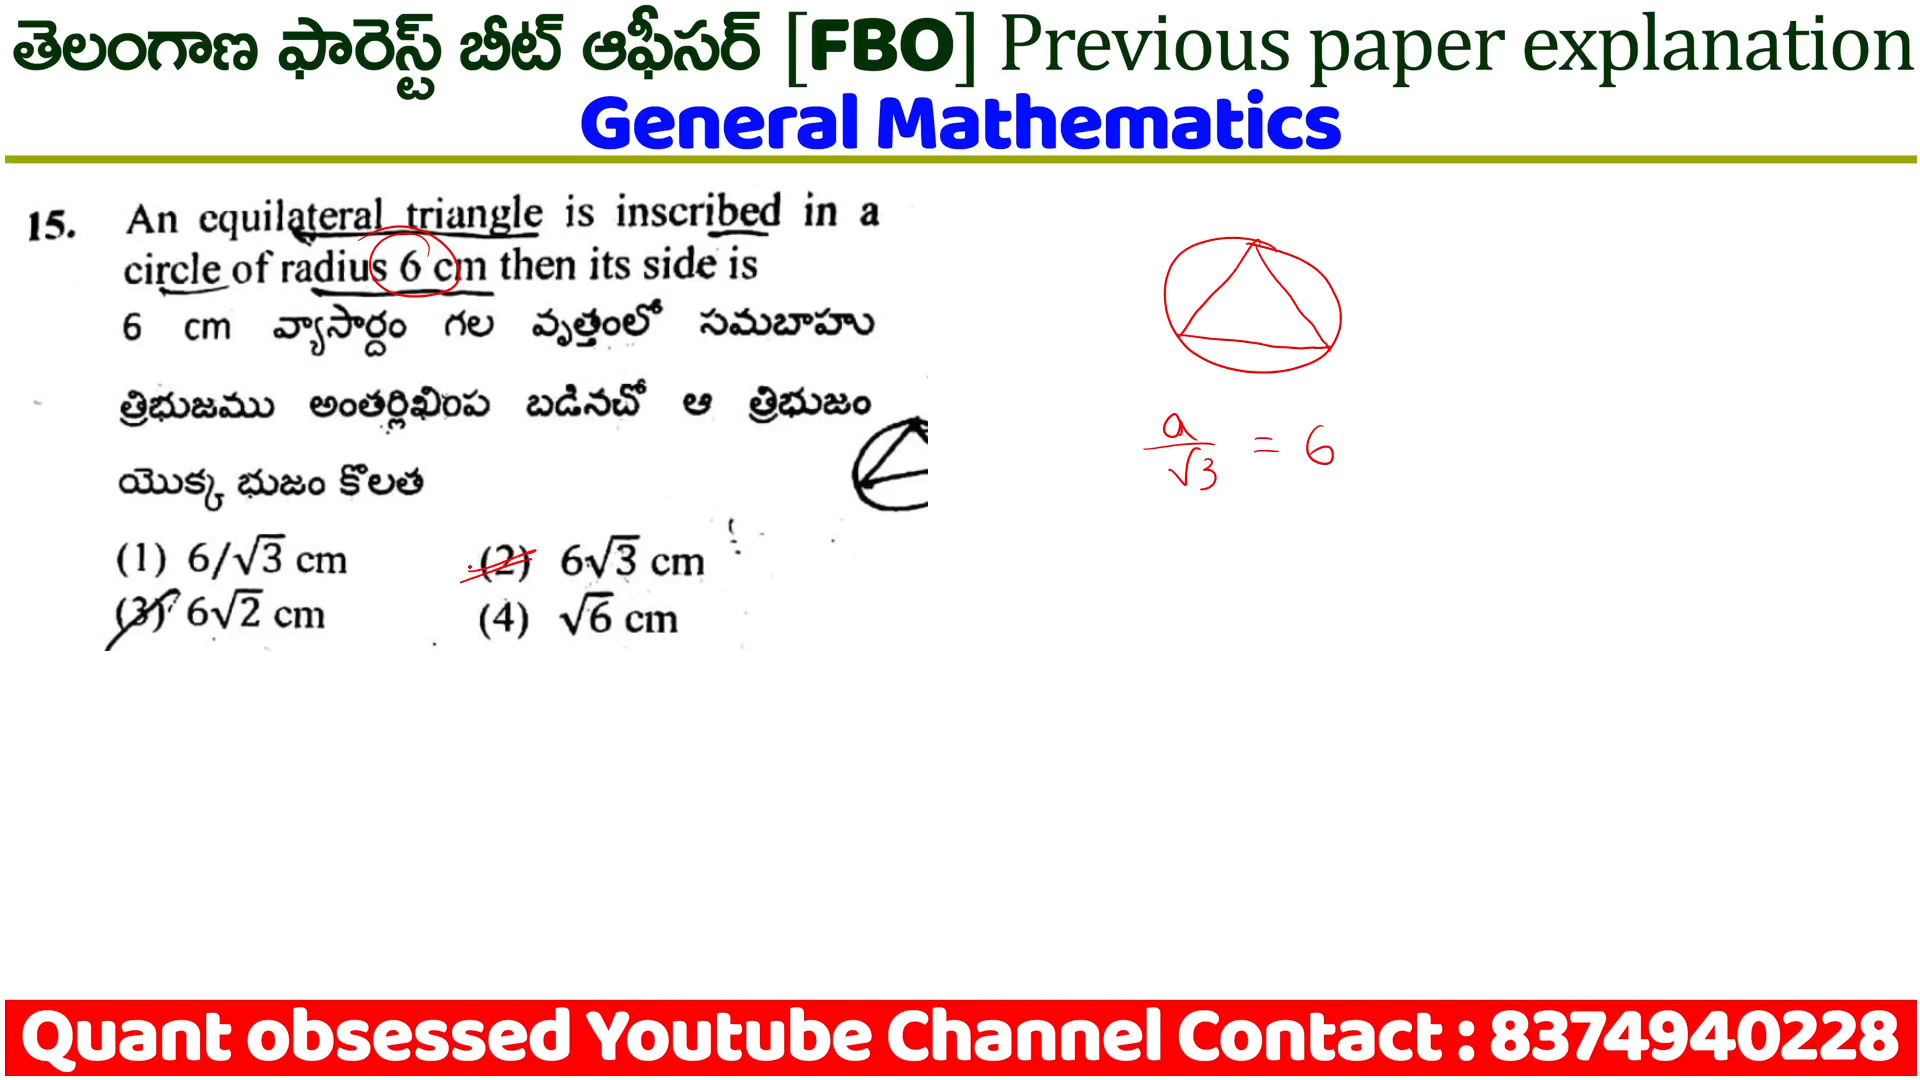 తెలంగాణ ఫారెస్ట్ బీట్ ఆఫీసర్ [FBO] Previous paper explanation
General Mathematics
15. An equilateral triangle is inscribed in a
circle of radius 6 cm then its side is
6 cm వ్యాసార్దం గల వృత్తంలో సమబాహు
త్రిభుజము అంతర్లిఖింప బడినచో ఆ త్రిభుజం
యొక్క భుజం కొలత
(1) 6/√3 cm (2) 6√3 cm
(3) 6√2 cm (4) √6 cm
a/√3 = 6
Quant obsessed Youtube Channel Contact : 8374940228